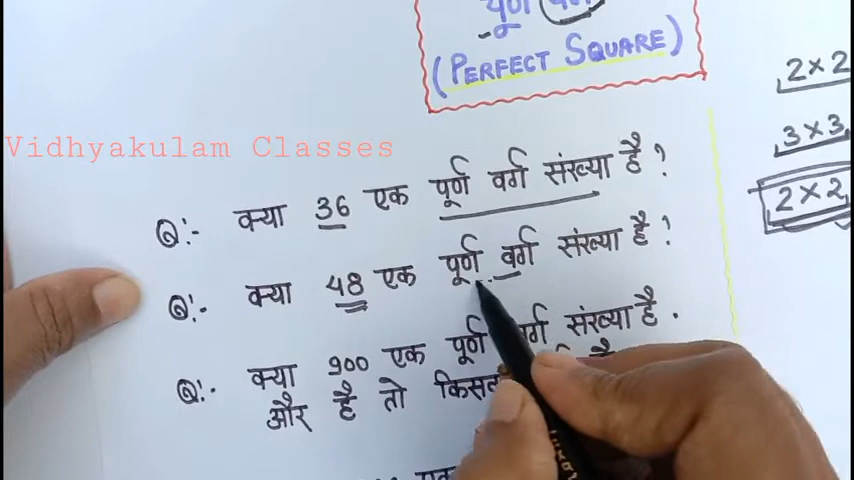 पूर्ण वर्ग
(PERFECT SQUARE)
2×2
3×3
2×2
Vidhyakulam Classes
Q:- क्या 36 एक पूर्ण वर्ग संख्या है?
Q:- क्या 48 एक पूर्ण वर्ग संख्या है?
Q:- क्या 900 एक पूर्ण वर्ग संख्या है.
और है तो